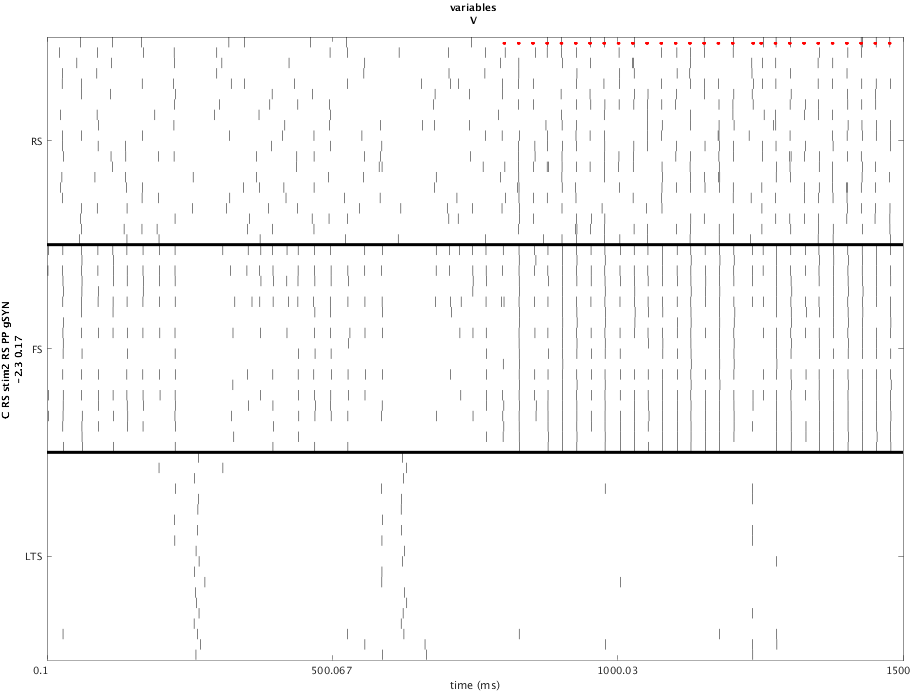 variables
V
C RS stim2 RS PP gSYN
-2.3 0.17
RS
FS
LTS
0.1
500.067
1000.03
1500
time (ms)